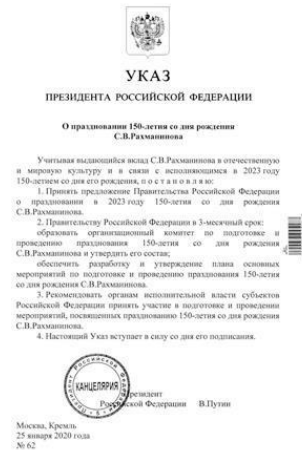 УКАЗ
ПРЕЗИДЕНТА РОССИЙСКОЙ ФЕДЕРАЦИИ
О праздновании 150-летия со дня рождения
С.В.Рахманинова
Учитывая выдающийся вклад С.В.Рахманинова в отечественную
и мировую культуру и в связи с исполняющимся в 2023 году
150-летием со дня его рождения, п о с т а н о в л я ю:
1. Принять предложение Правительства Российской Федерации
о праздновании в 2023 году 150-летия со дня рождения
С.В.Рахманинова.
2. Правительству Российской Федерации в 3-месячный срок:
образовать организационный комитет по подготовке и
проведению празднования 150-летия со дня рождения
С.В.Рахманинова и утвердить его состав;
обеспечить разработку и утверждение плана основных
мероприятий по подготовке и проведению празднования 150-летия
со дня рождения С.В.Рахманинова.
3. Рекомендовать органам исполнительной власти субъектов
Российской Федерации принять участие в подготовке и проведении
мероприятий, посвященных празднованию 150-летия со дня рождения
С.В.Рахманинова.
4. Настоящий Указ вступает в силу со дня его подписания.
КАНЦЕЛЯРИЯ
Президент
Российской Федерации В.Путин
Москва, Кремль
25 января 2020 года
№ 62